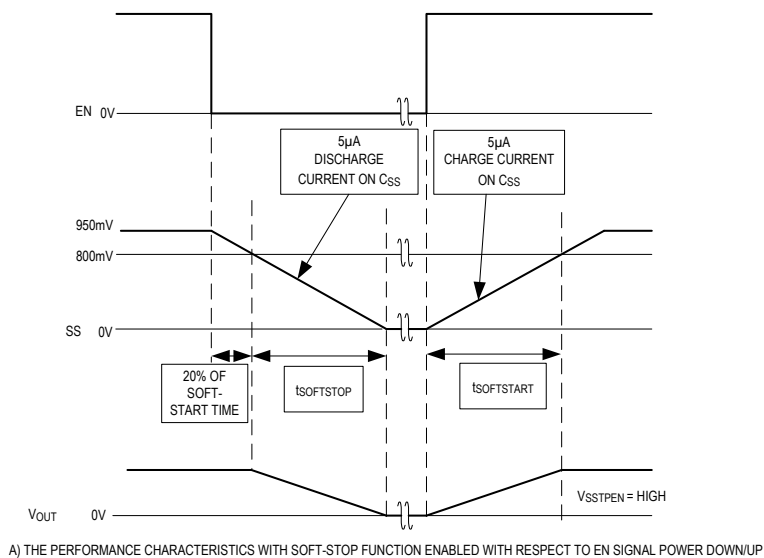 EN 0V
5µA
DISCHARGE
CURRENT ON CSS
5µA
CHARGE CURRENT
ON CSS
950mV
800mV
SS 0V
20% OF
SOFT-
START TIME
tSOFTSTOP
tSOFTSTART
VSSTPEN = HIGH
VOUT 0V
A) THE PERFORMANCE CHARACTERISTICS WITH SOFT-STOP FUNCTION ENABLED WITH RESPECT TO EN SIGNAL POWER DOWN/UP